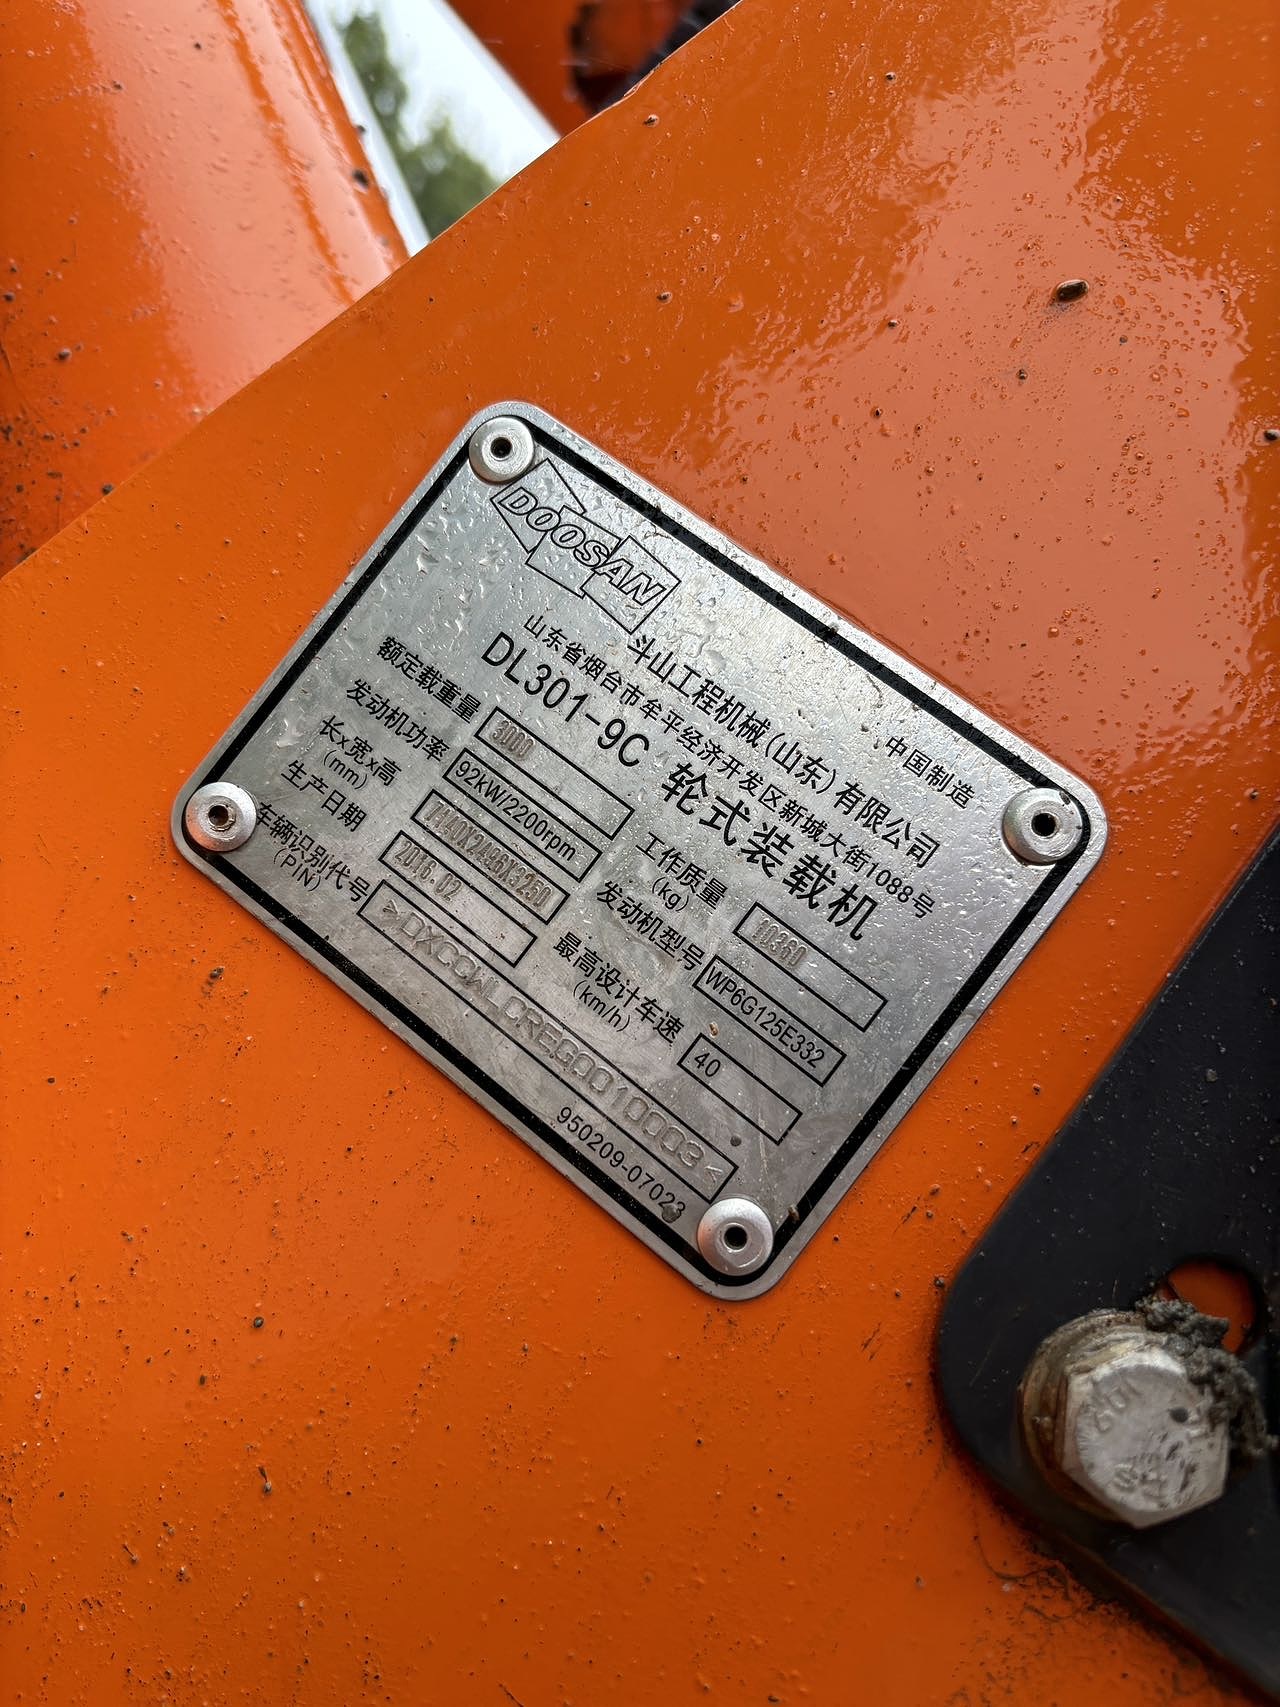 DOOSAN
中国制造
斗山工程机械(山东)有限公司
山东省烟台市牟平经济开发区新城大街1088号
DL301-9C 轮式装载机
额定载重量 3000
工作质量 10360
(kg)
发动机功率 92kW/2200rpm
发动机型号 WP6G125E332
长x宽x高
(mm)
最高设计车速 40
(km/h)
生产日期 2016.02
车辆识别代号 >DXCCWLDREG0010003<
(PIN)
950209-07023